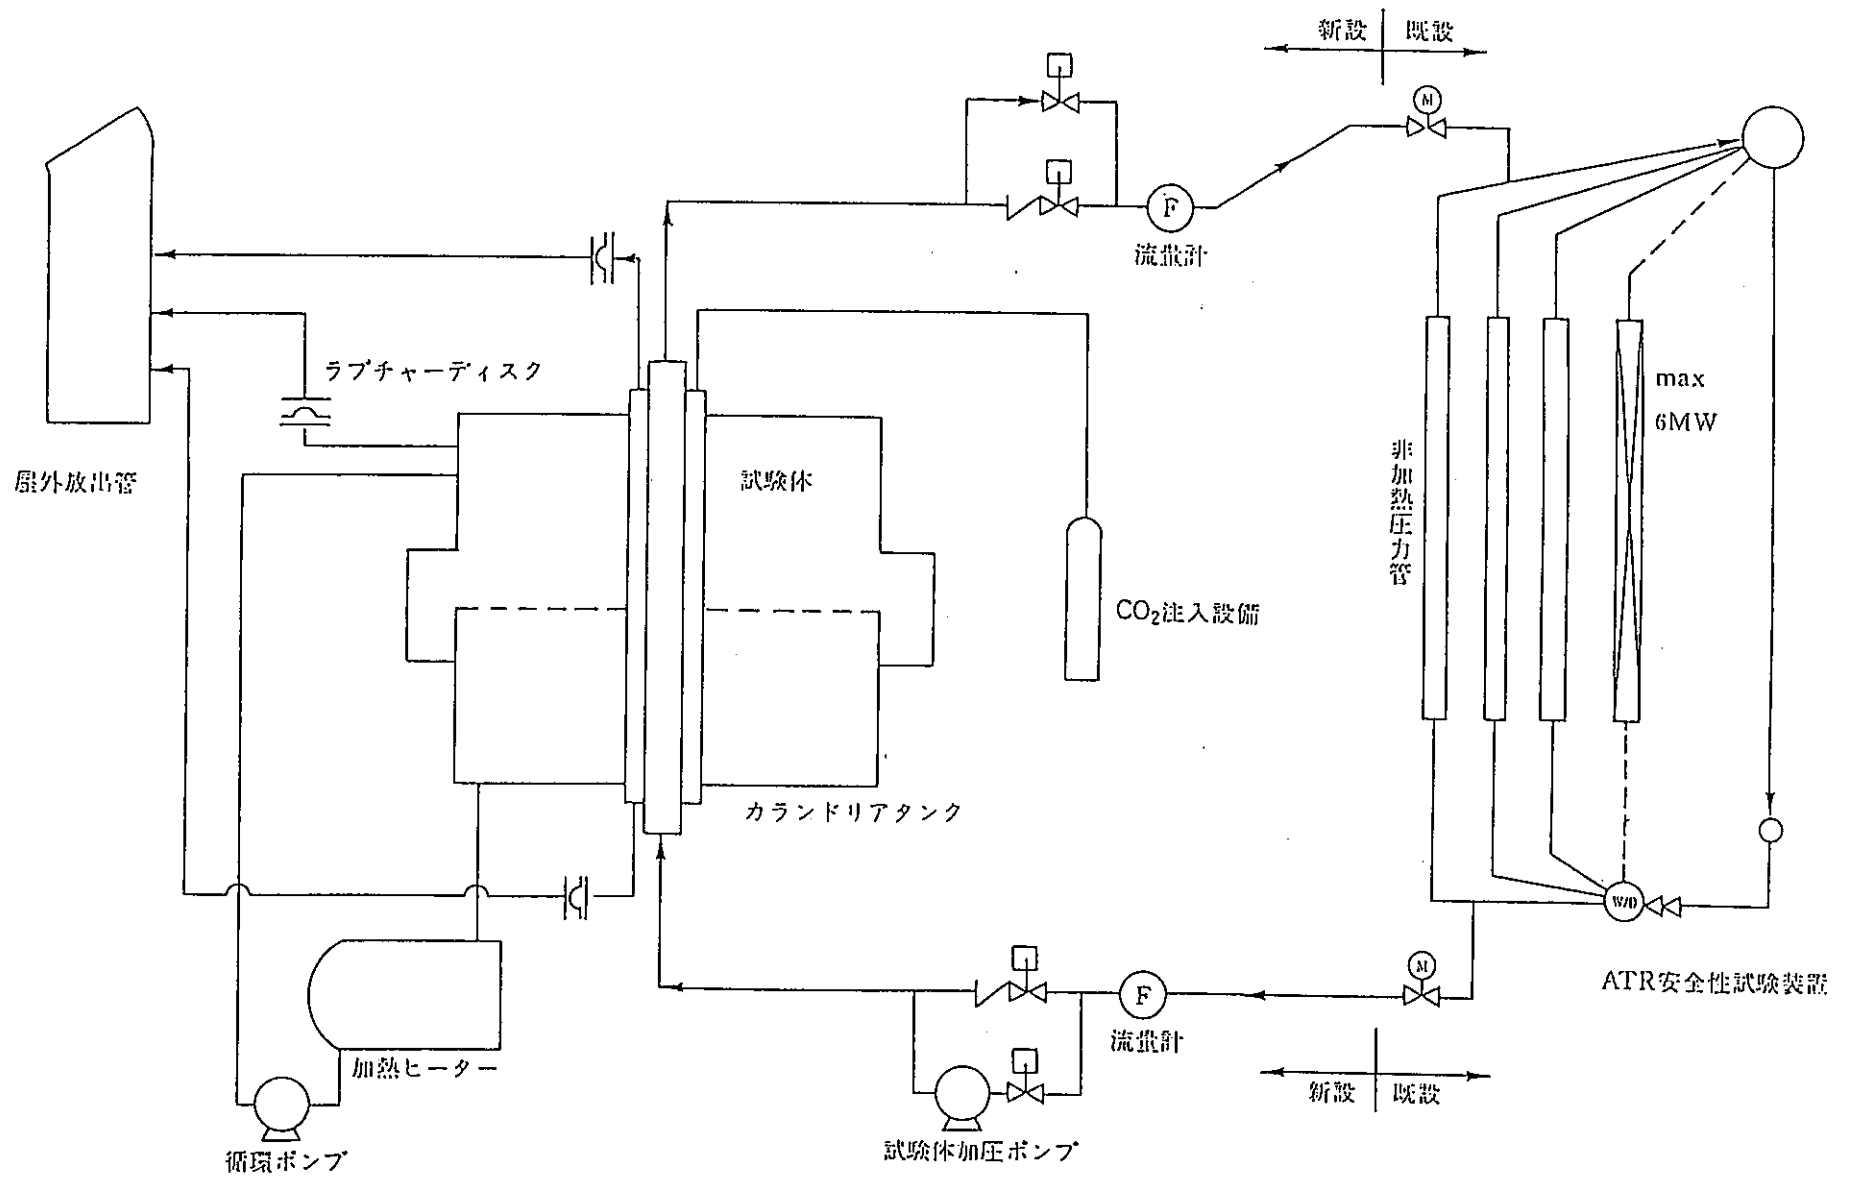 新設 既設
M
F
流量計
ラプチャーディスク
max
6MW
屋外放出管
試験体
非加熱圧力管
CO₂注入設備
カランドリアタンク
W/D
ATR安全性試験装置
M
F
流量計
加熱ヒーター
新設 既設
循環ポンプ
試験体加圧ポンプ